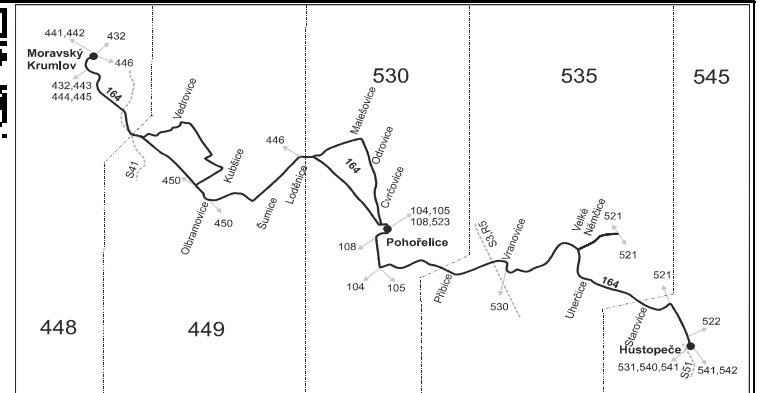 441,442
432
Moravský
Krumlov
446
432,443
444,445
164
S41
Vedrovice
Kubšice
450
450
Olbramovice
Šumice
446
Loděnice
530
Malešovice
164
Odrovice
Cvrčovice
104,105
108,523
108
Pohořelice
104
105
535
545
Přibice
S3,R5
Vranovice
530
Velké
Němčice
521
521
Uherčice
164
521
Starovice
522
Hustopeče
531,540,541
S51
541,542
448
449